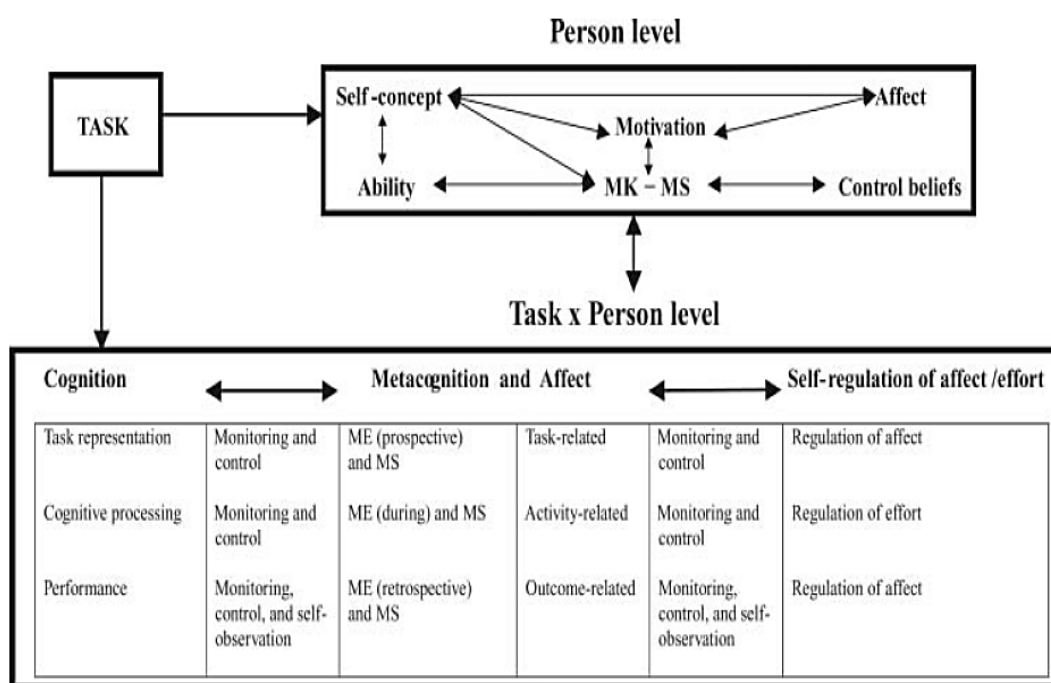 Person level
TASK
Self-concept
Affect
Motivation
Ability
MK – MS
Control beliefs
Task x Person level
Cognition
Metacognition and Affect
Self-regulation of affect /effort
Task representation
Monitoring and
control
ME (prospective)
and MS
Task-related
Monitoring and
control
Regulation of affect
Cognitive processing
Monitoring and
control
ME (during) and MS
Activity-related
Monitoring and
control
Regulation of effort
Performance
Monitoring,
control, and self-
observation
ME (retrospective)
and MS
Outcome-related
Monitoring,
control, and self-
observation
Regulation of affect